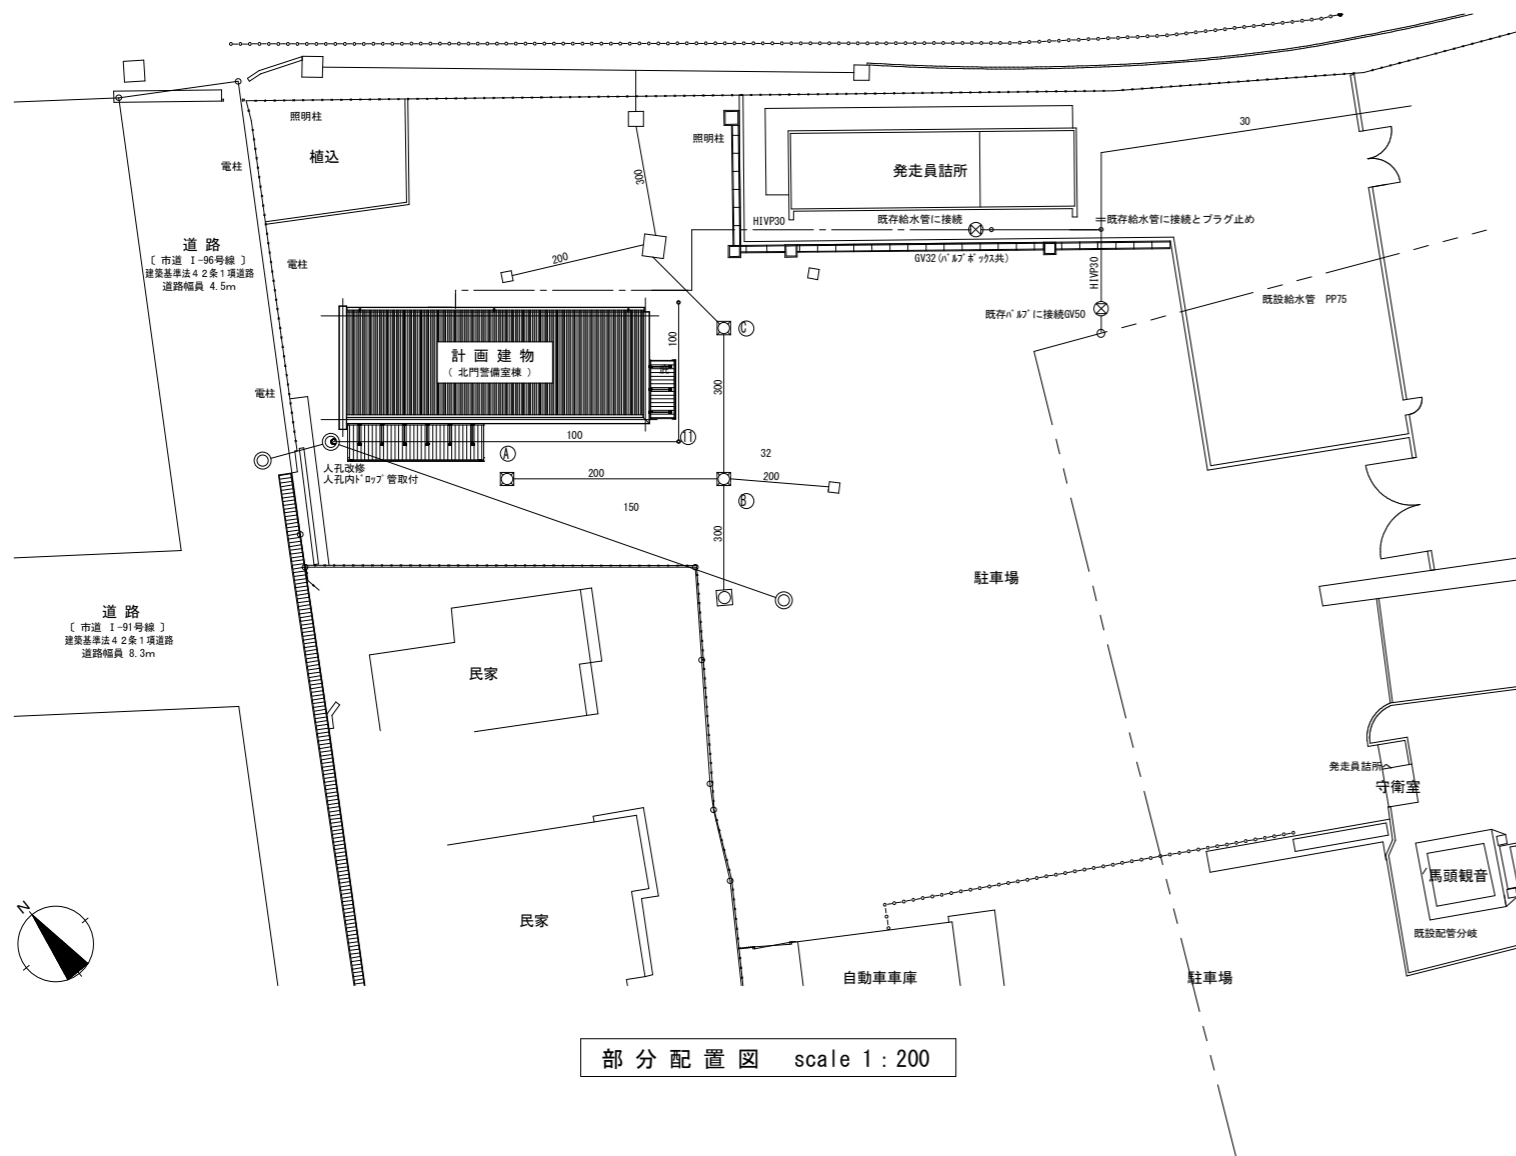 照明柱
植込
電柱
照明柱
発走員詰所
30
300
道 路
〔 市道 Ⅰ-96号線 〕
建築基準法42条1項道路
道路幅員 4.5m
電柱
200
HIVP30
既存給水管に接続
既存給水管に接続とプラグ止め
GV32(バルブボックス共)
HIVP30
既設給水管 PP75
既存バルブに接続GV50
計 画 建 物
( 北門警備室棟 )
100
C
300
電柱
100
11
人孔改修
人孔内ドロップ管取付
A
200
32
200
B
150
300
駐車場
道 路
〔 市道 Ⅰ-91号線 〕
建築基準法42条1項道路
道路幅員 8.3m
民家
発走員詰所
守衛室
馬頭観音
既設配管分岐
民家
N
自動車車庫
駐車場
部 分 配 置 図 scale 1:200